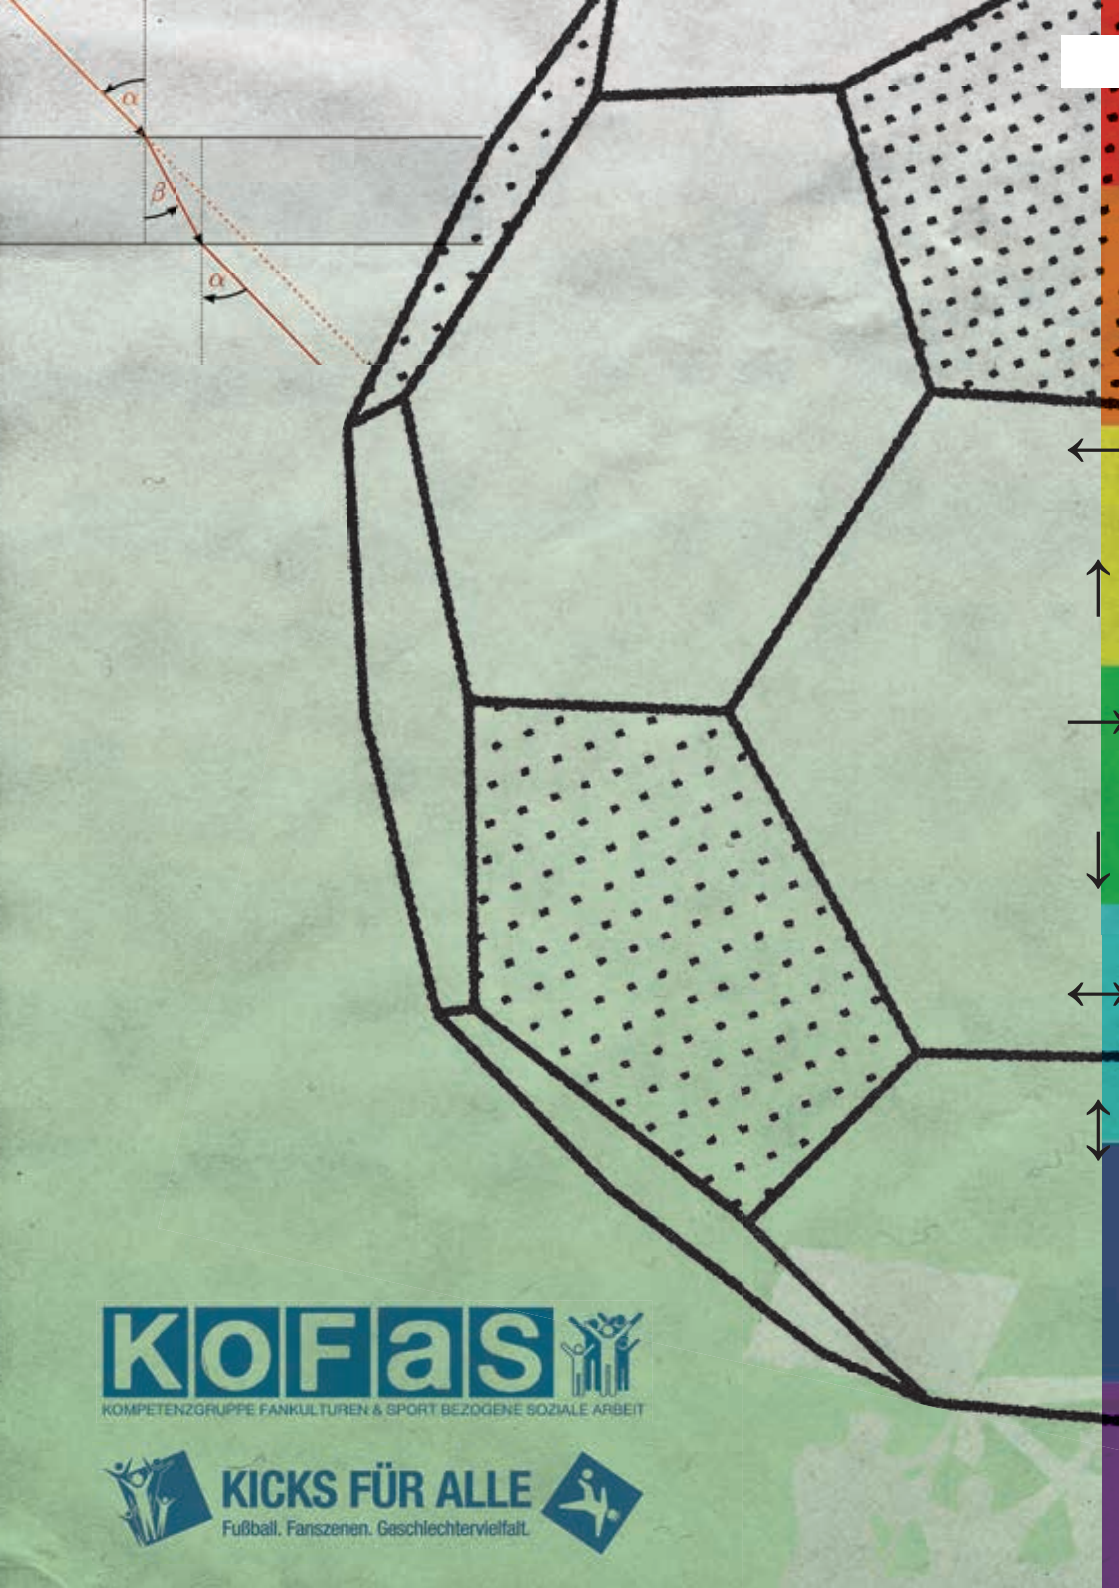 α
β
α
KoFaS
KOMPETENZGRUPPE FANKULTUREN & SPORT BEZOGENE SOZIALE ARBEIT
KICKS FÜR ALLE
Fußball. Fanszenen. Geschlechtervielfalt.